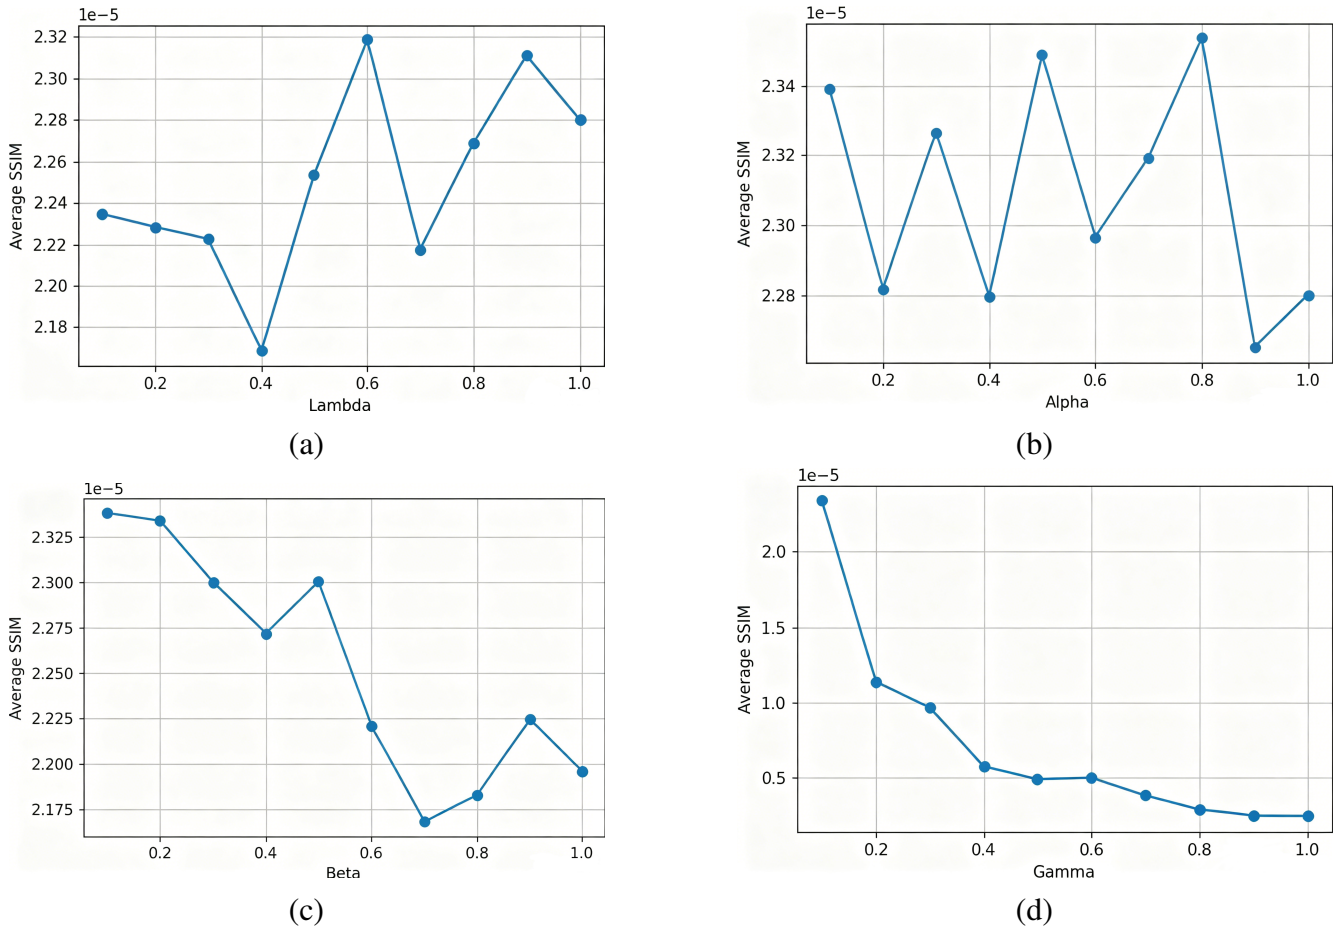 1e−5
2.32
2.30
2.28
2.26
2.24
2.22
2.20
2.18
Average SSIM
0.2 0.4 0.6 0.8 1.0
Lambda
(a)
1e−5
2.34
2.32
2.30
2.28
Average SSIM
0.2 0.4 0.6 0.8 1.0
Alpha
(b)
1e−5
2.325
2.300
2.275
2.250
2.225
2.200
2.175
Average SSIM
0.2 0.4 0.6 0.8 1.0
Beta
(c)
1e−5
2.0
1.5
1.0
0.5
Average SSIM
0.2 0.4 0.6 0.8 1.0
Gamma
(d)